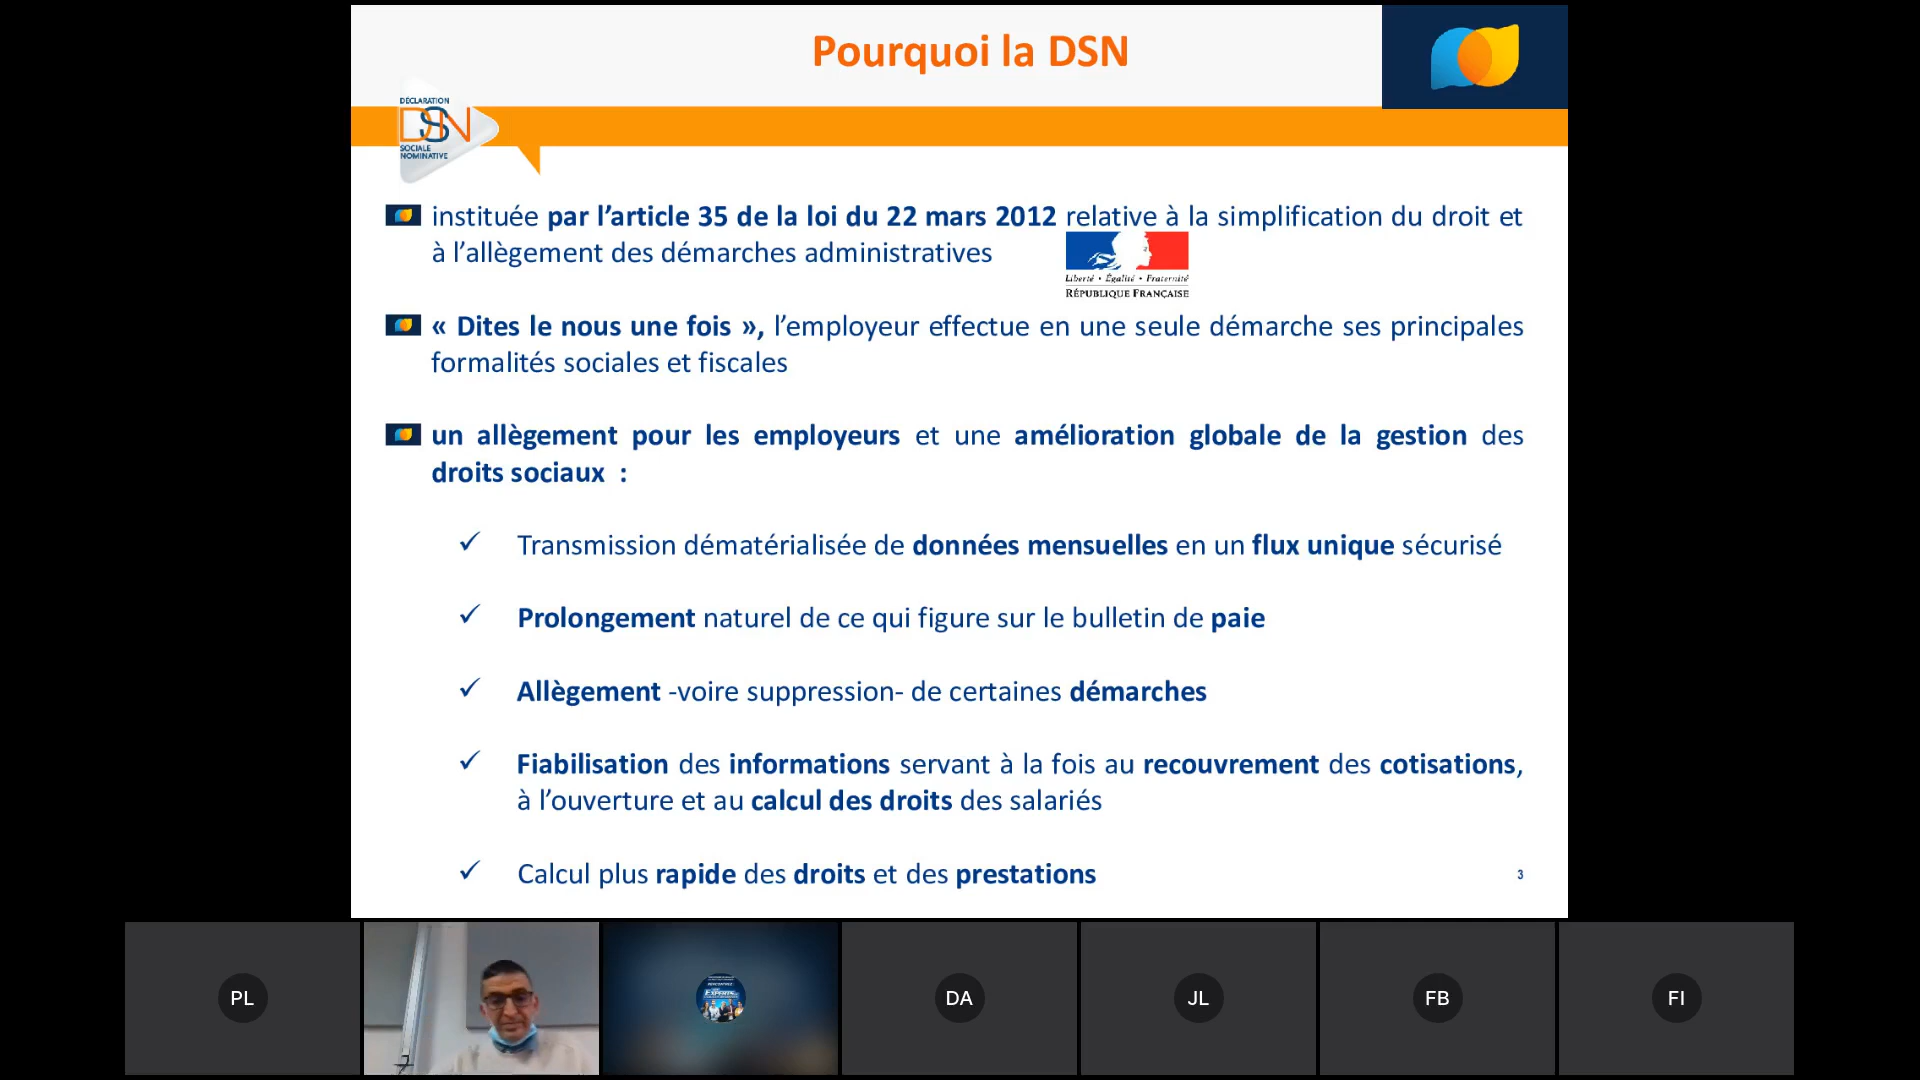 Pourquoi la DSN
DÉCLARATION
DSN
SOCIALE
NOMINATIVE
instituée par l’article 35 de la loi du 22 mars 2012 relative à la simplification du droit et
à l’allègement des démarches administratives
Liberté • Égalité • Fraternité
RÉPUBLIQUE FRANÇAISE
« Dites le nous une fois », l’employeur effectue en une seule démarche ses principales
formalités sociales et fiscales
un allègement pour les employeurs et une amélioration globale de la gestion des
droits sociaux :
✓ Transmission dématérialisée de données mensuelles en un flux unique sécurisé
✓ Prolongement naturel de ce qui figure sur le bulletin de paie
✓ Allègement -voire suppression- de certaines démarches
✓ Fiabilisation des informations servant à la fois au recouvrement des cotisations,
à l’ouverture et au calcul des droits des salariés
✓ Calcul plus rapide des droits et des prestations
3
PL
EXPERTS
DA
JL
FB
FI